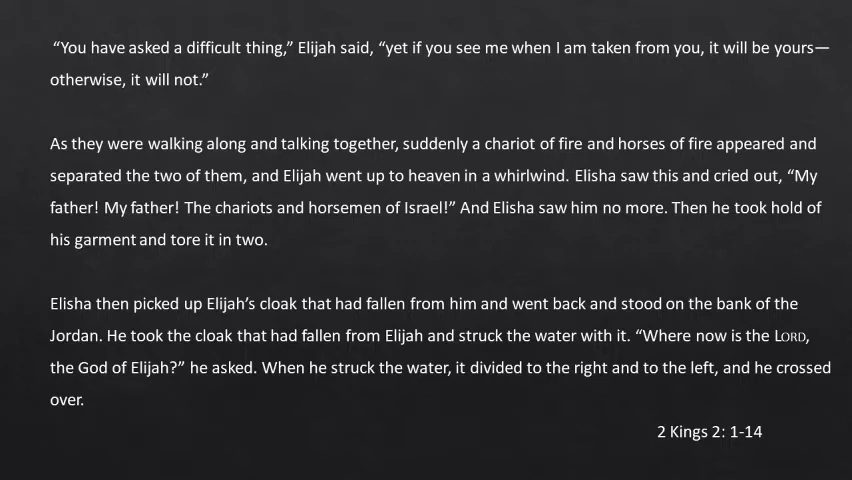 “You have asked a difficult thing,” Elijah said, “yet if you see me when I am taken from you, it will be yours—
otherwise, it will not.”
As they were walking along and talking together, suddenly a chariot of fire and horses of fire appeared and
separated the two of them, and Elijah went up to heaven in a whirlwind. Elisha saw this and cried out, “My
father! My father! The chariots and horsemen of Israel!” And Elisha saw him no more. Then he took hold of
his garment and tore it in two.
Elisha then picked up Elijah’s cloak that had fallen from him and went back and stood on the bank of the
Jordan. He took the cloak that had fallen from Elijah and struck the water with it. “Where now is the LORD,
the God of Elijah?” he asked. When he struck the water, it divided to the right and to the left, and he crossed
over.
2 Kings 2: 1-14